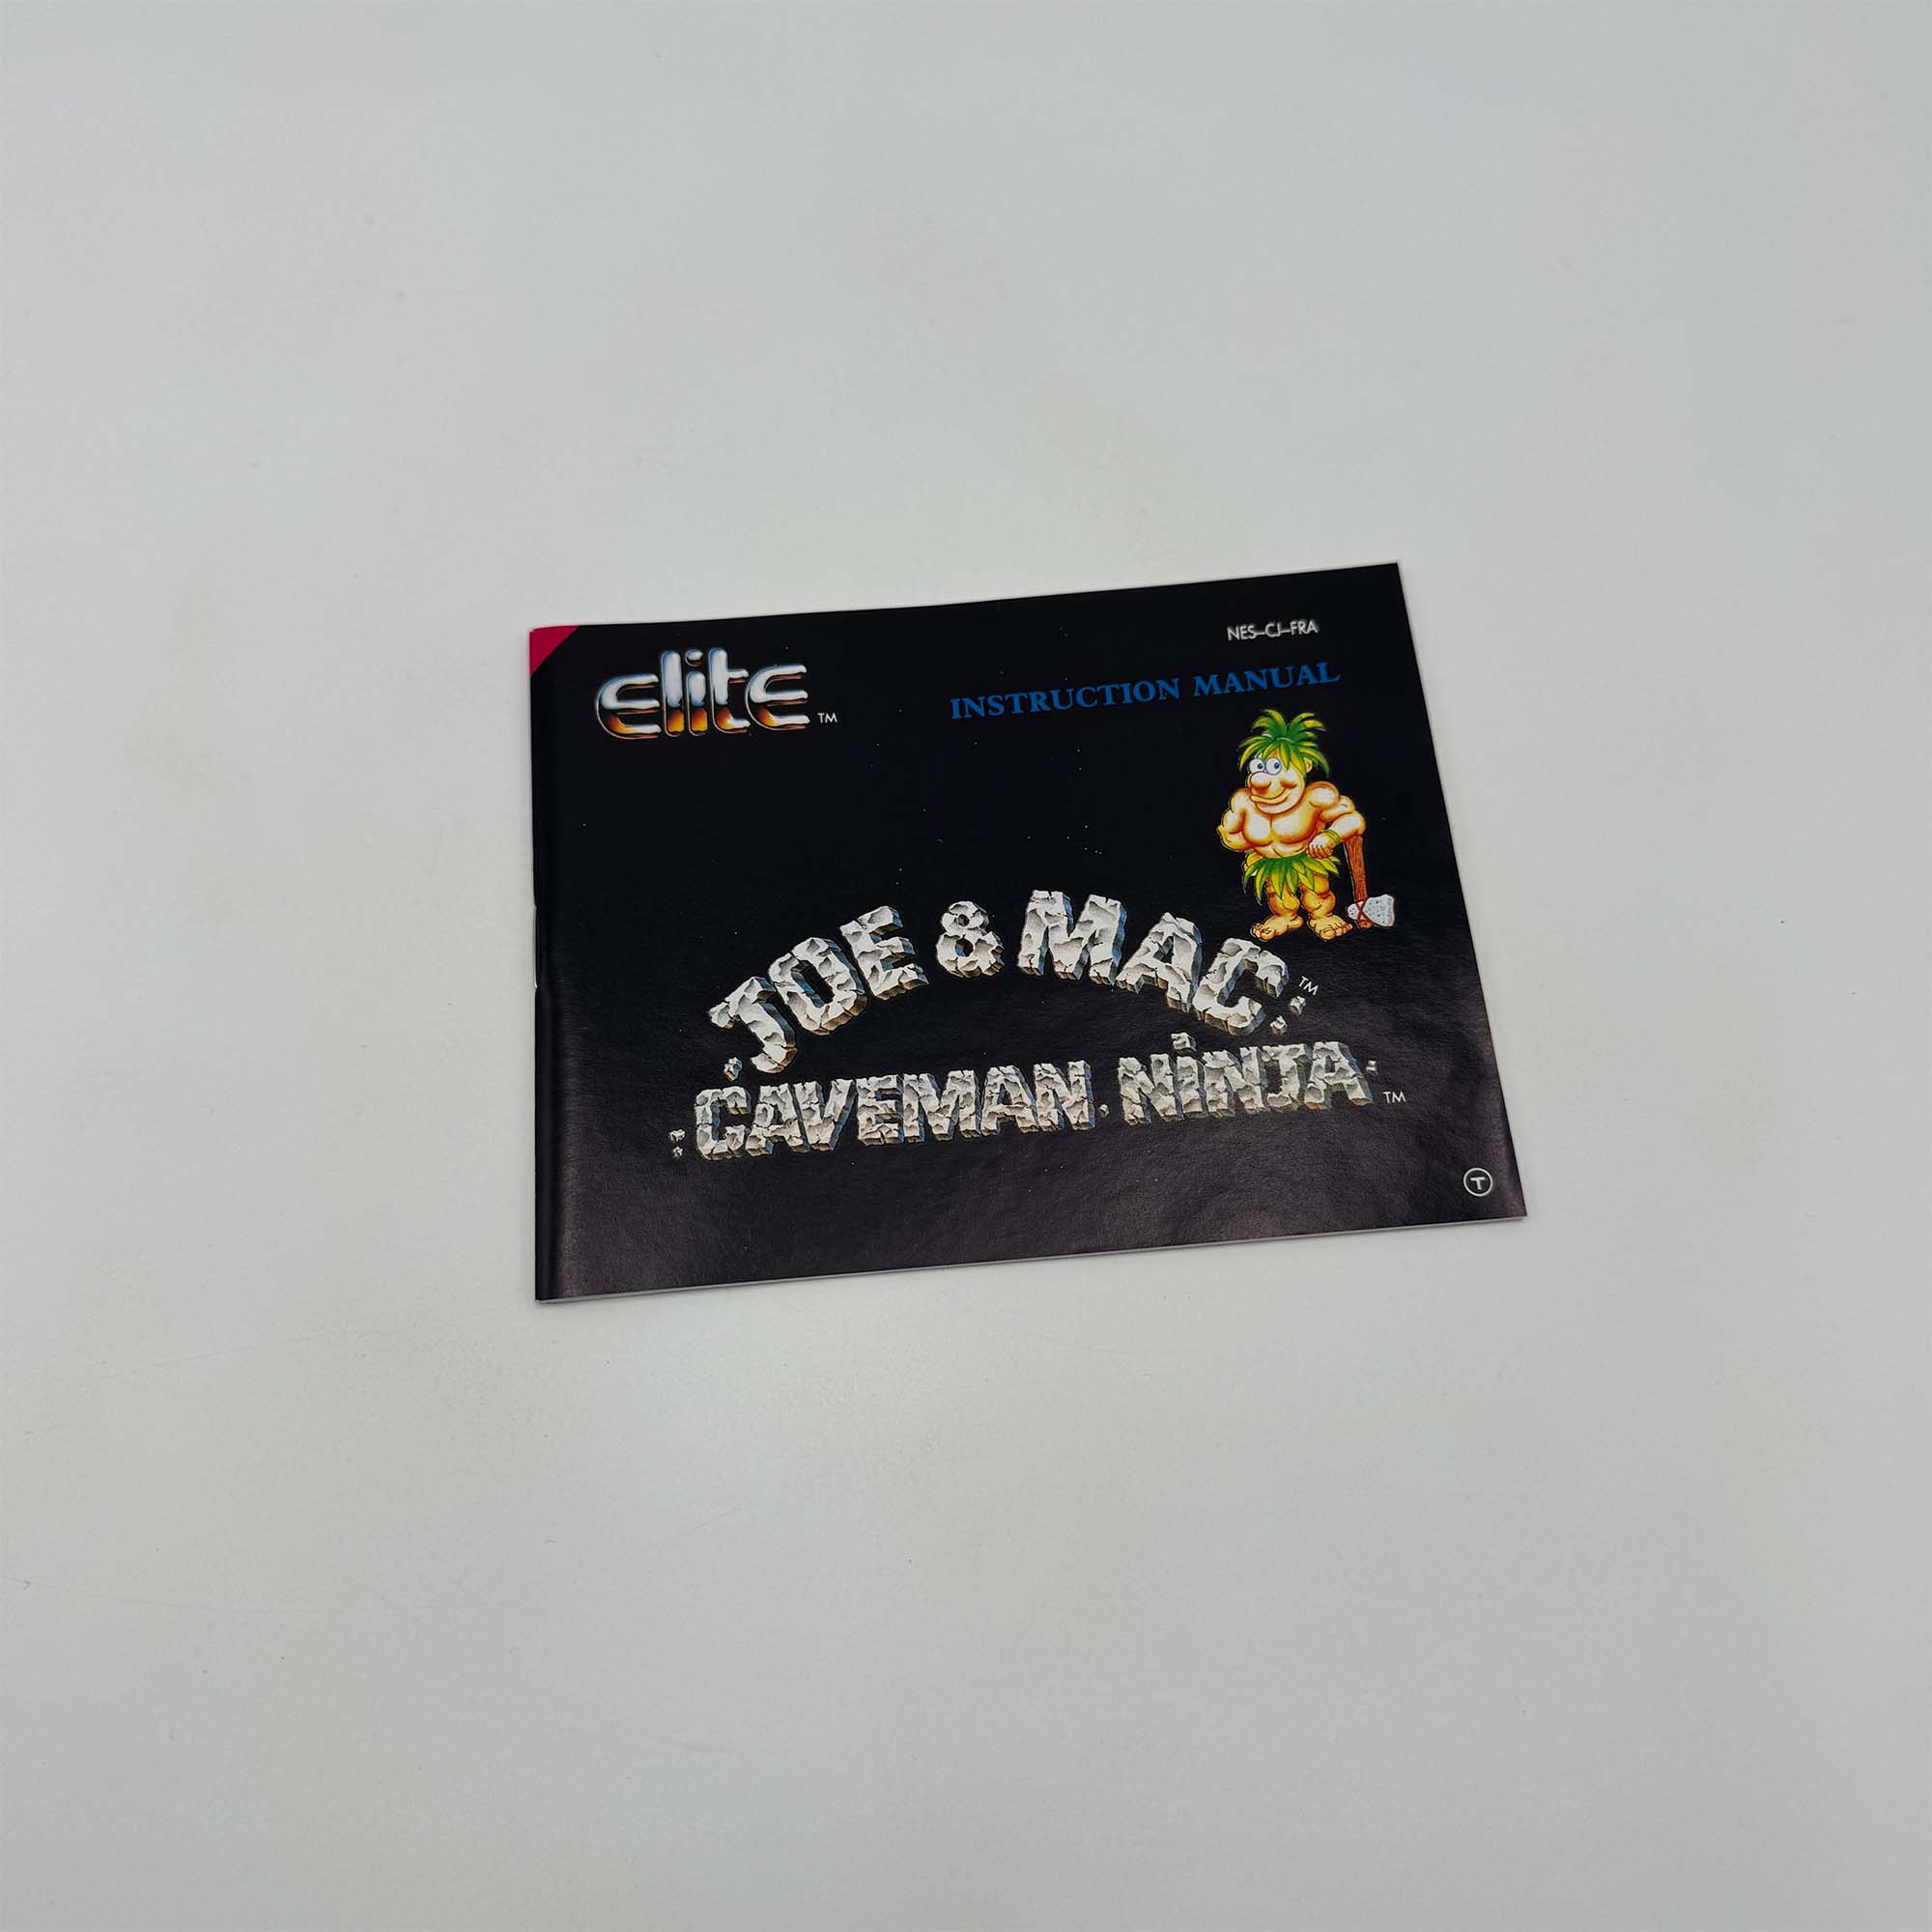 NES-CJ-FRA
elite™
INSTRUCTION MANUAL
JOE & MAC™
CAVEMAN NINJA™
T